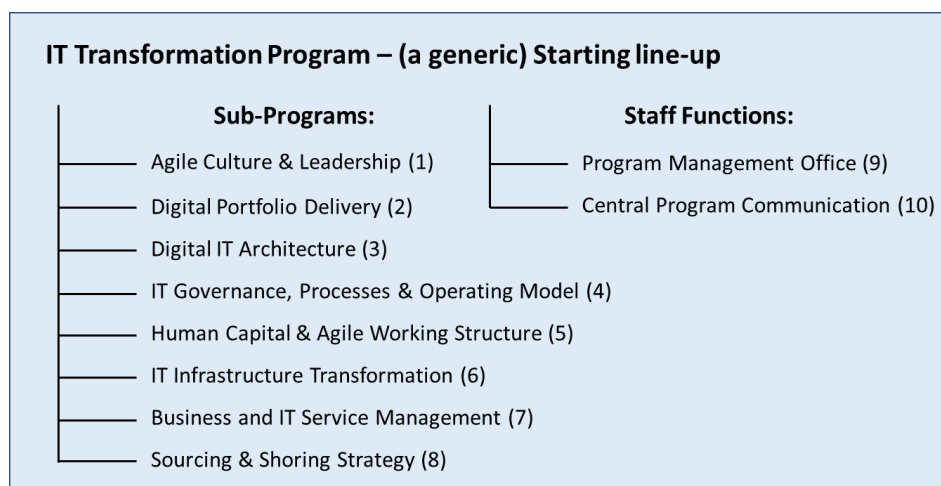 IT Transformation Program – (a generic) Starting line-up
Sub-Programs:
Agile Culture & Leadership (1)
Digital Portfolio Delivery (2)
Digital IT Architecture (3)
IT Governance, Processes & Operating Model (4)
Human Capital & Agile Working Structure (5)
IT Infrastructure Transformation (6)
Business and IT Service Management (7)
Sourcing & Shoring Strategy (8)
Staff Functions:
Program Management Office (9)
Central Program Communication (10)